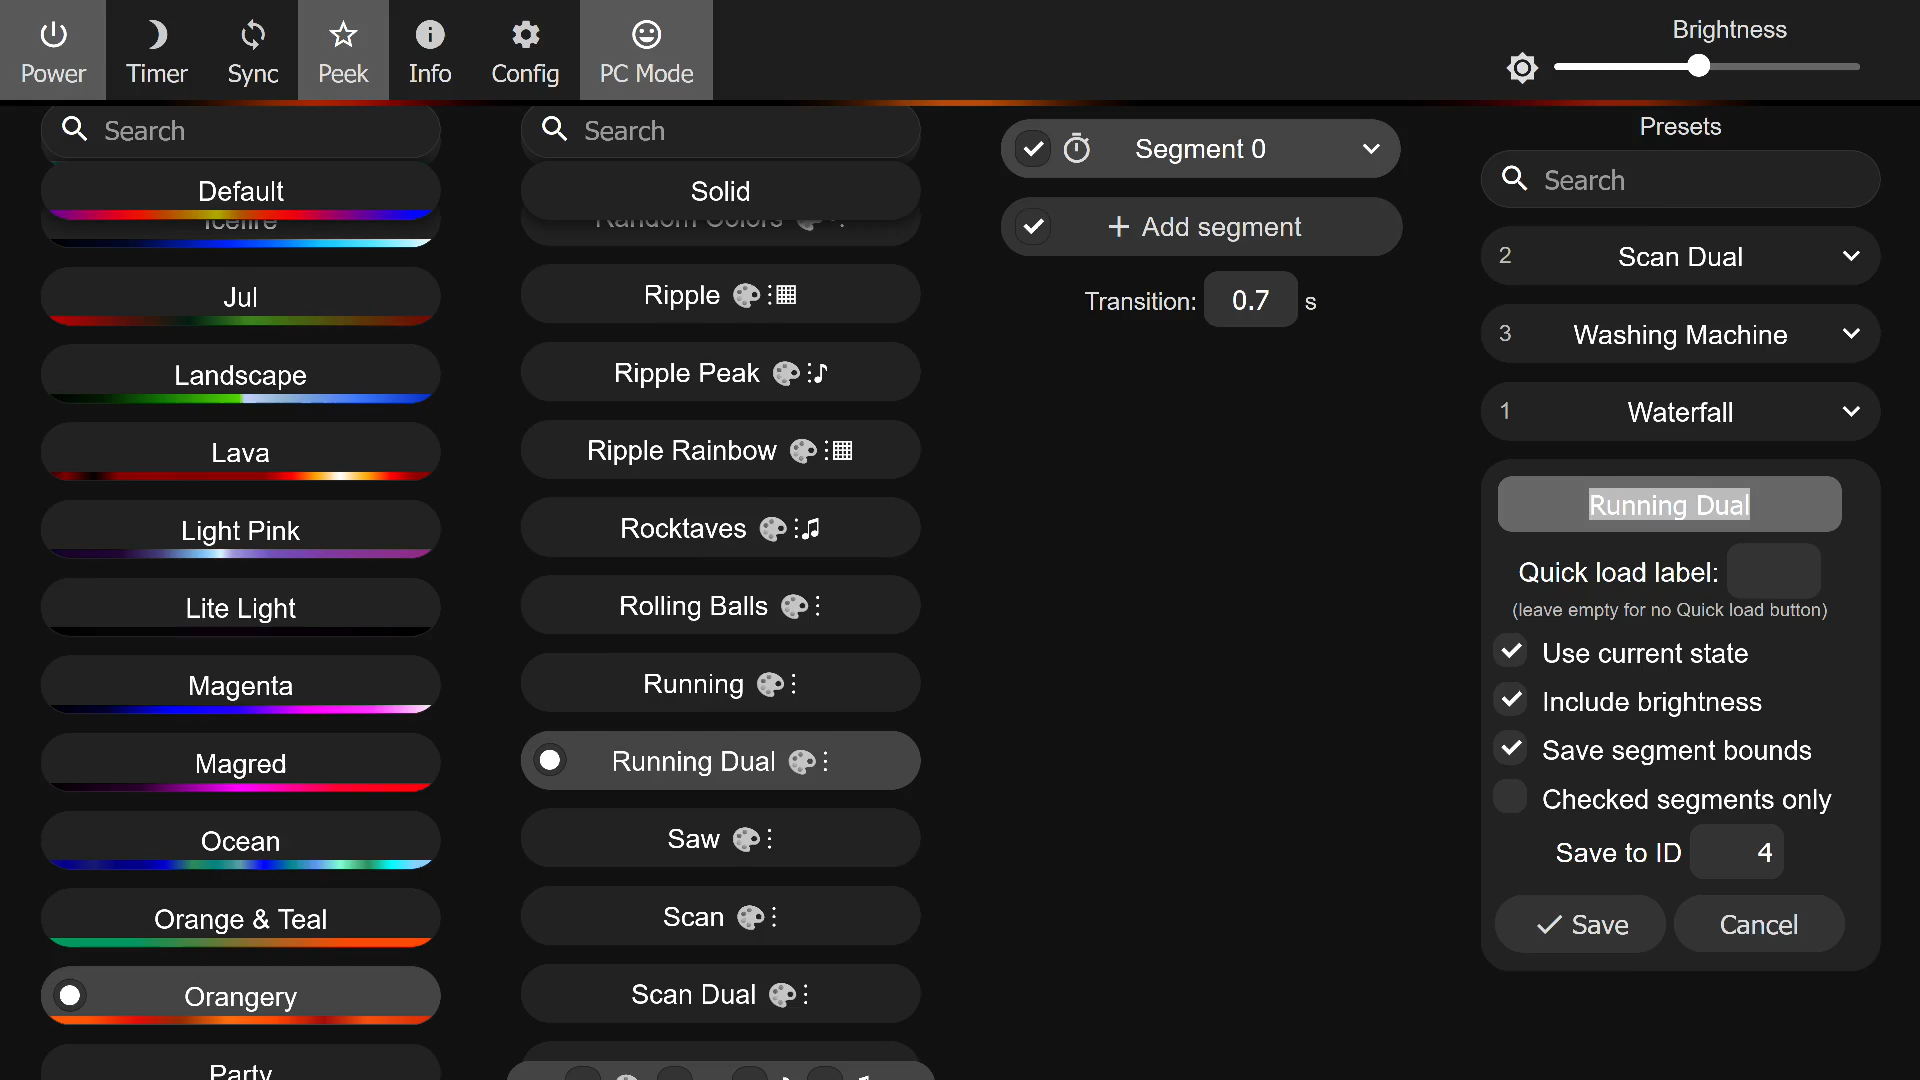 Power
Timer
Sync
Peek
Info
Config
PC Mode
Brightness
Search
Default
Icefire
Jul
Landscape
Lava
Light Pink
Lite Light
Magenta
Magred
Ocean
Orange & Teal
Orangery
Party
Search
Solid
Random Colors
Ripple
Ripple Peak
Ripple Rainbow
Rocktaves
Rolling Balls
Running
Running Dual
Saw
Scan
Scan Dual
Segment 0
+ Add segment
Transition: 0.7 s
Presets
Search
2 Scan Dual
3 Washing Machine
1 Waterfall
Running Dual
Quick load label:
(leave empty for no Quick load button)
Use current state
Include brightness
Save segment bounds
Checked segments only
Save to ID 4
Save
Cancel